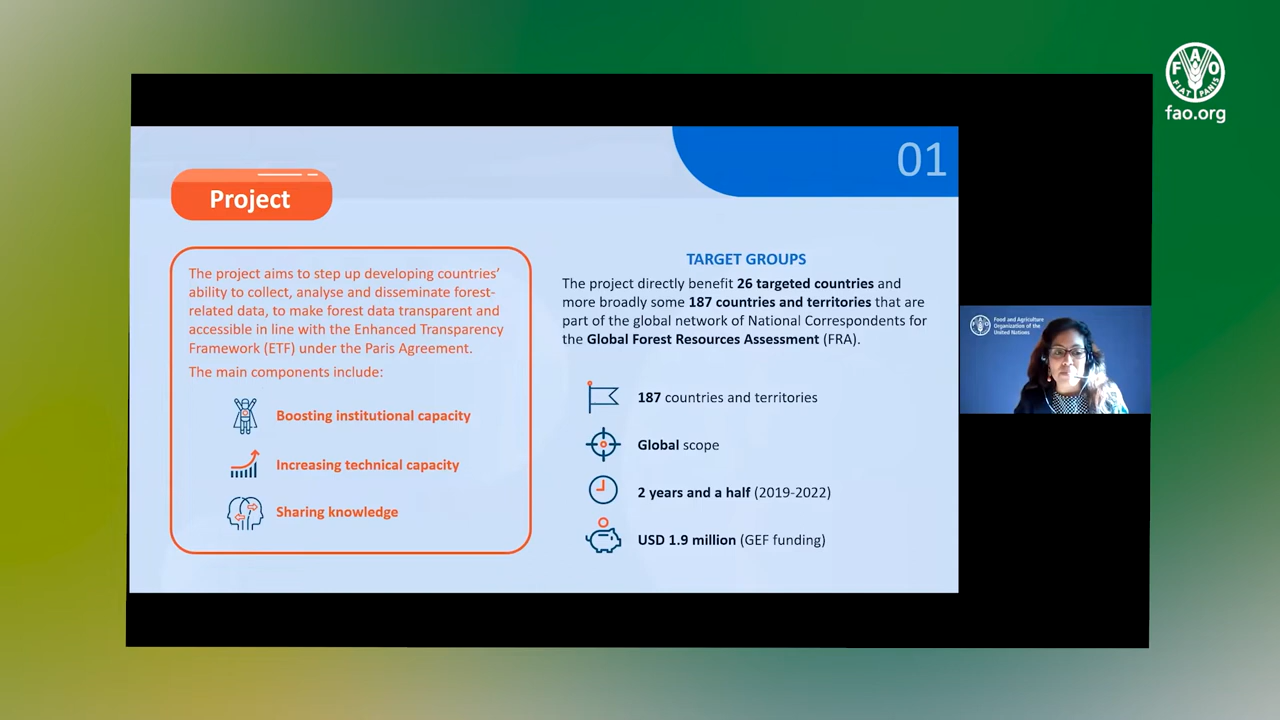 FAO
FIAT PANIS
fao.org
01
Project
The project aims to step up developing countries’
ability to collect, analyse and disseminate forest-
related data, to make forest data transparent and
accessible in line with the Enhanced Transparency
Framework (ETF) under the Paris Agreement.
The main components include:
Boosting institutional capacity
Increasing technical capacity
Sharing knowledge
TARGET GROUPS
The project directly benefit 26 targeted countries and
more broadly some 187 countries and territories that are
part of the global network of National Correspondents for
the Global Forest Resources Assessment (FRA).
187 countries and territories
Global scope
2 years and a half (2019-2022)
USD 1.9 million (GEF funding)
Food and Agriculture
Organization of the
United Nations